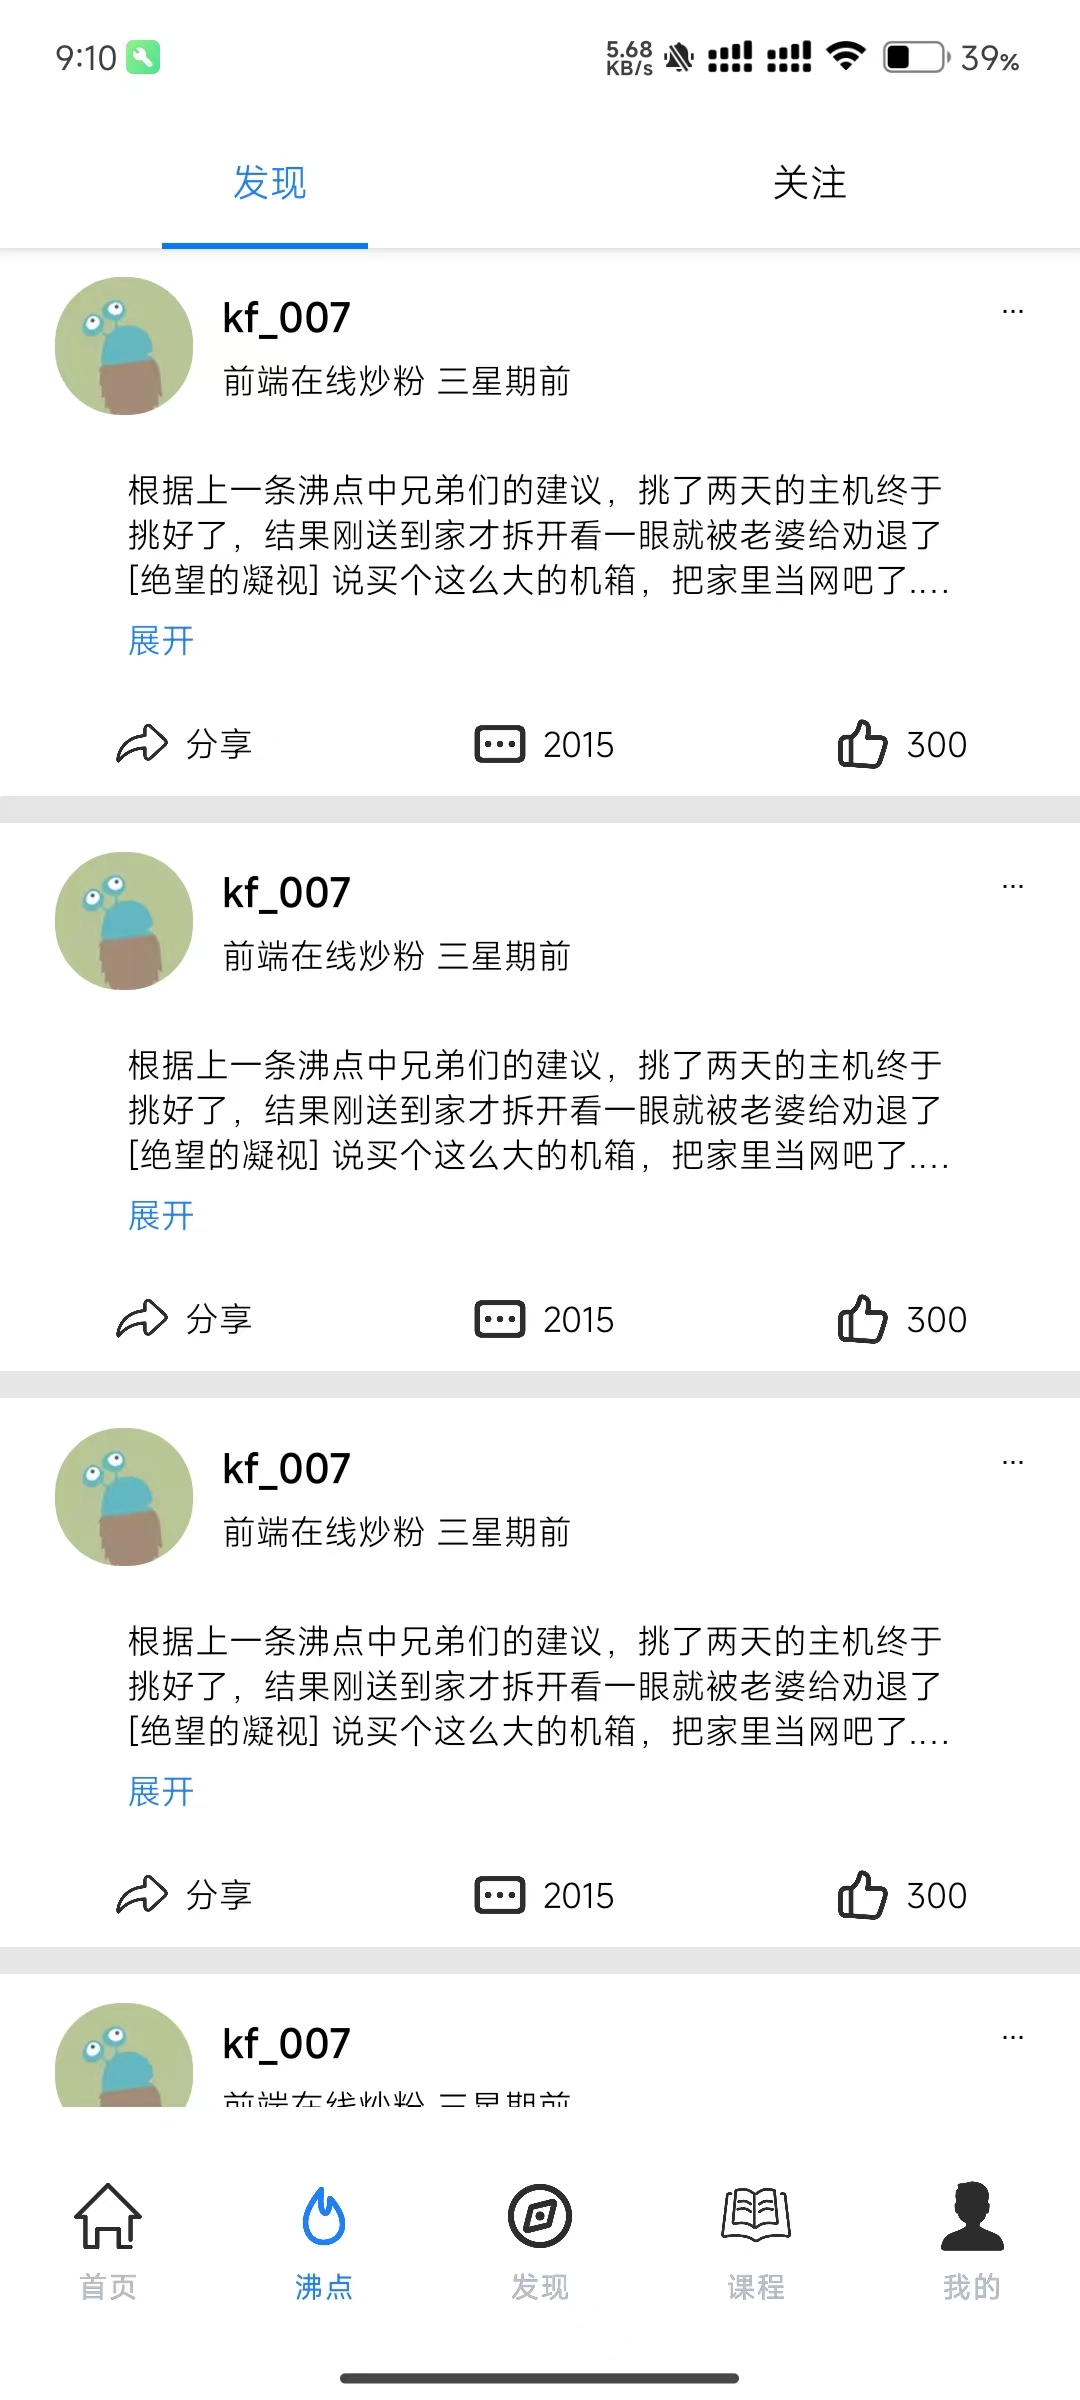 9:10
5.68
KB/s
39%
发现
关注
kf_007
...
前端在线炒粉 三星期前
根据上一条沸点中兄弟们的建议，挑了两天的主机终于
挑好了，结果刚送到家才拆开看一眼就被老婆给劝退了
[绝望的凝视] 说买个这么大的机箱，把家里当网吧了....
展开
分享
2015
300
kf_007
...
前端在线炒粉 三星期前
根据上一条沸点中兄弟们的建议，挑了两天的主机终于
挑好了，结果刚送到家才拆开看一眼就被老婆给劝退了
[绝望的凝视] 说买个这么大的机箱，把家里当网吧了....
展开
分享
2015
300
kf_007
...
前端在线炒粉 三星期前
根据上一条沸点中兄弟们的建议，挑了两天的主机终于
挑好了，结果刚送到家才拆开看一眼就被老婆给劝退了
[绝望的凝视] 说买个这么大的机箱，把家里当网吧了....
展开
分享
2015
300
kf_007
...
前端在线炒粉 三星期前
首页
沸点
发现
课程
我的